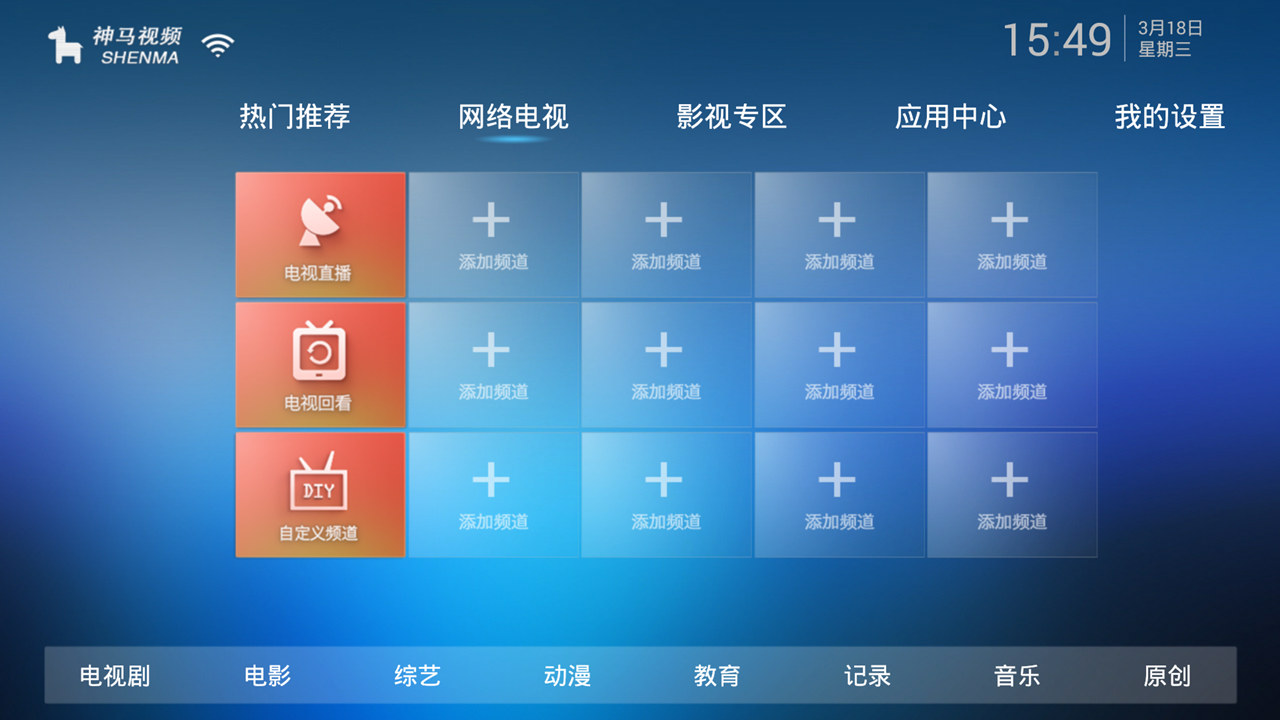 神马视频
SHENMA
15:49
3月18日
星期三
热门推荐 网络电视 影视专区 应用中心 我的设置
电视直播 添加频道 添加频道 添加频道 添加频道
电视回看 添加频道 添加频道 添加频道 添加频道
DIY
自定义频道 添加频道 添加频道 添加频道 添加频道
电视剧 电影 综艺 动漫 教育 记录 音乐 原创